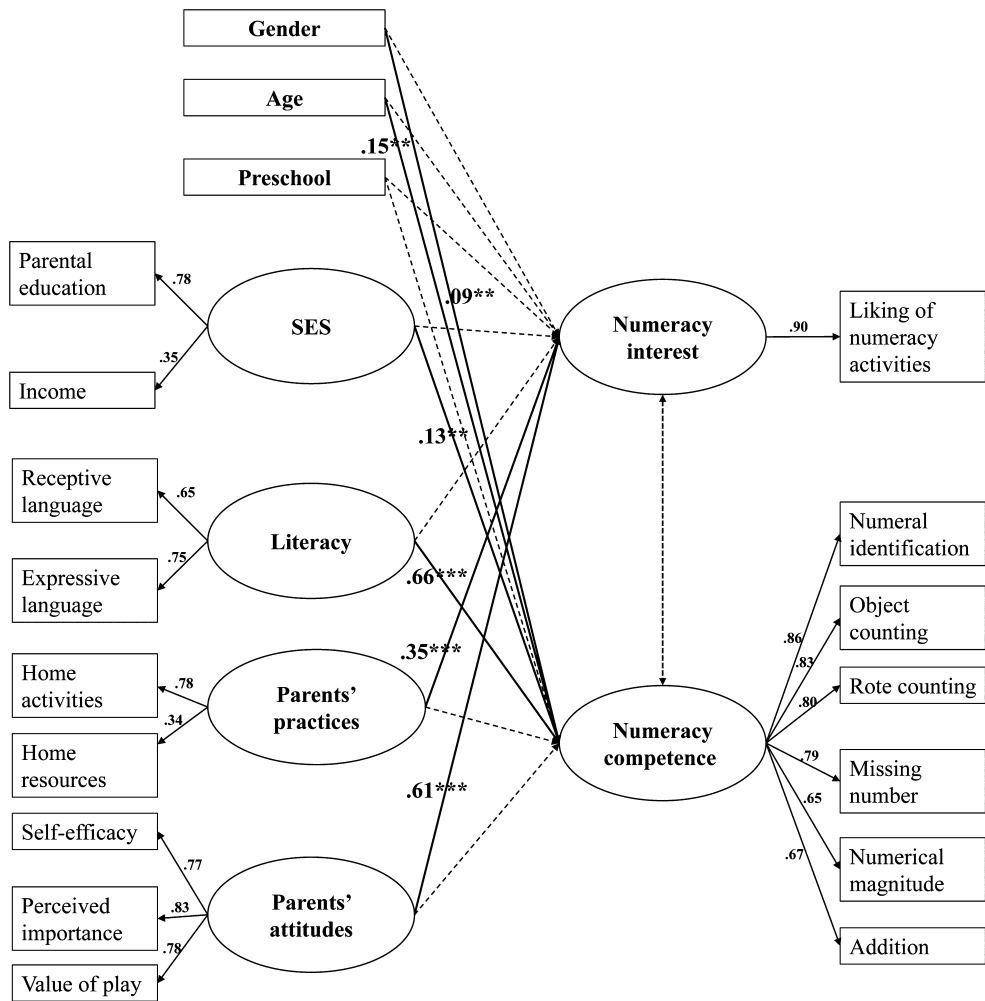 Gender
Age
.15**
Preschool
Parental
education
.78
SES
.35
Income
.09**
Numeracy
interest
.90
Liking of
numeracy
activities
.13**
Receptive
language
.65
Literacy
.75
Expressive
language
.66***
Home
activities
.78
Parents'
practices
.34
Home
resources
.35***
Self-efficacy
.77
Perceived
importance
.83
Parents'
attitudes
.78
Value of play
.61***
Numeracy
competence
Numeral
identification
.86
Object
counting
.83
Rote counting
.80
Missing
number
.79
Numerical
magnitude
.65
Addition
.67